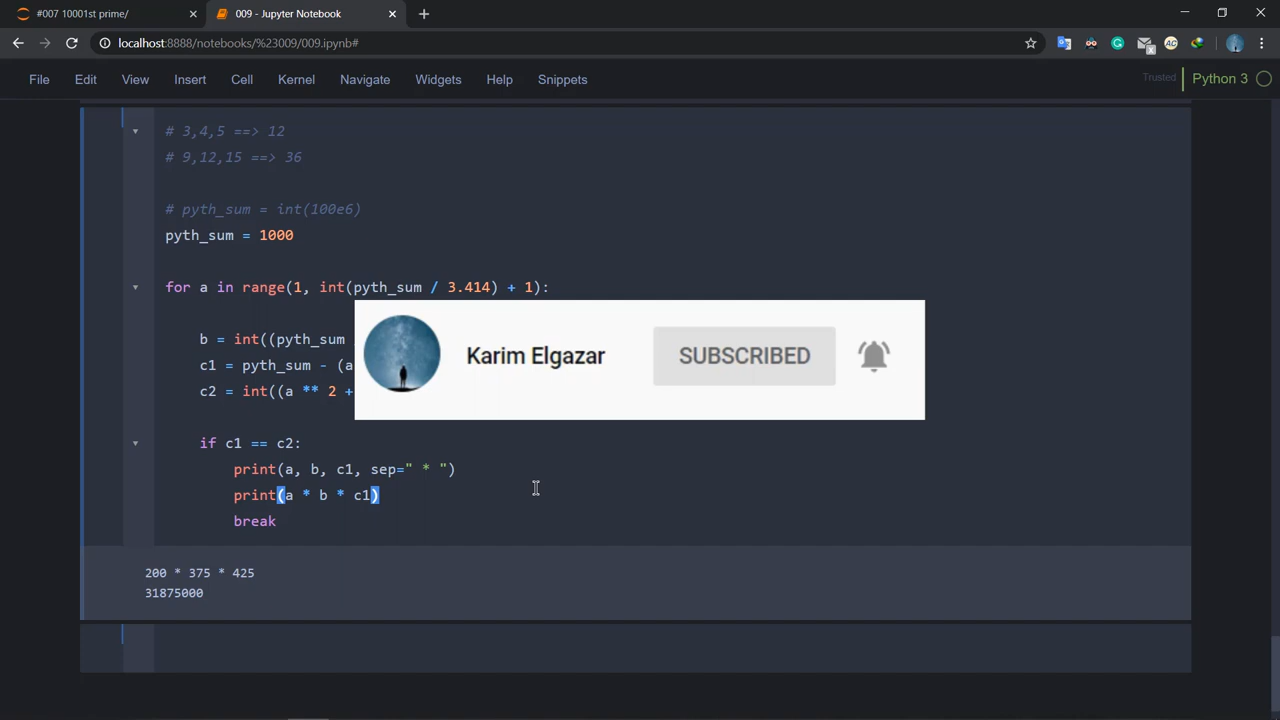 #007 10001st prime/
009 - Jupyter Notebook
localhost:8888/notebooks/%23009/009.ipynb#
File Edit View Insert Cell Kernel Navigate Widgets Help Snippets Trusted Python 3
# 3,4,5 ==> 12
# 9,12,15 ==> 36
# pyth_sum = int(100e6)
pyth_sum = 1000
for a in range(1, int(pyth_sum / 3.414) + 1):
b = int((pyth_sum
c1 = pyth_sum - (a
c2 = int((a ** 2 +
Karim Elgazar SUBSCRIBED
if c1 == c2:
print(a, b, c1, sep=" * ")
print(a * b * c1)
break
200 * 375 * 425
31875000